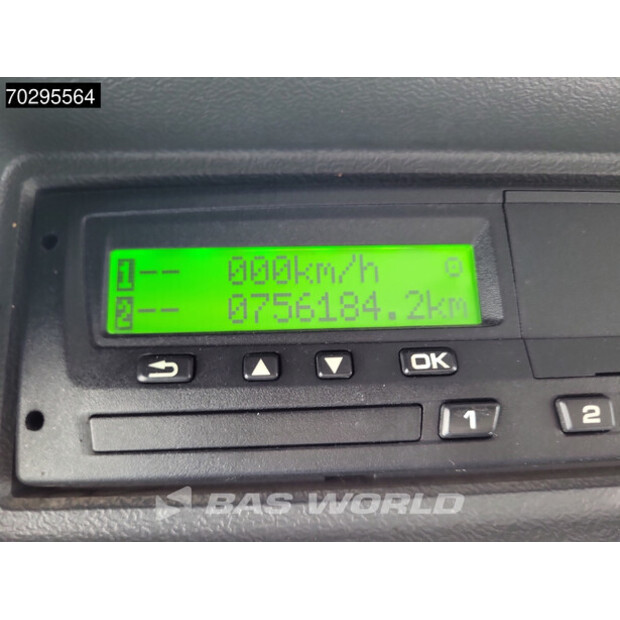 70295564
1-- 000km/h
2-- 0756184.2km
OK
1 2
BAS WORLD